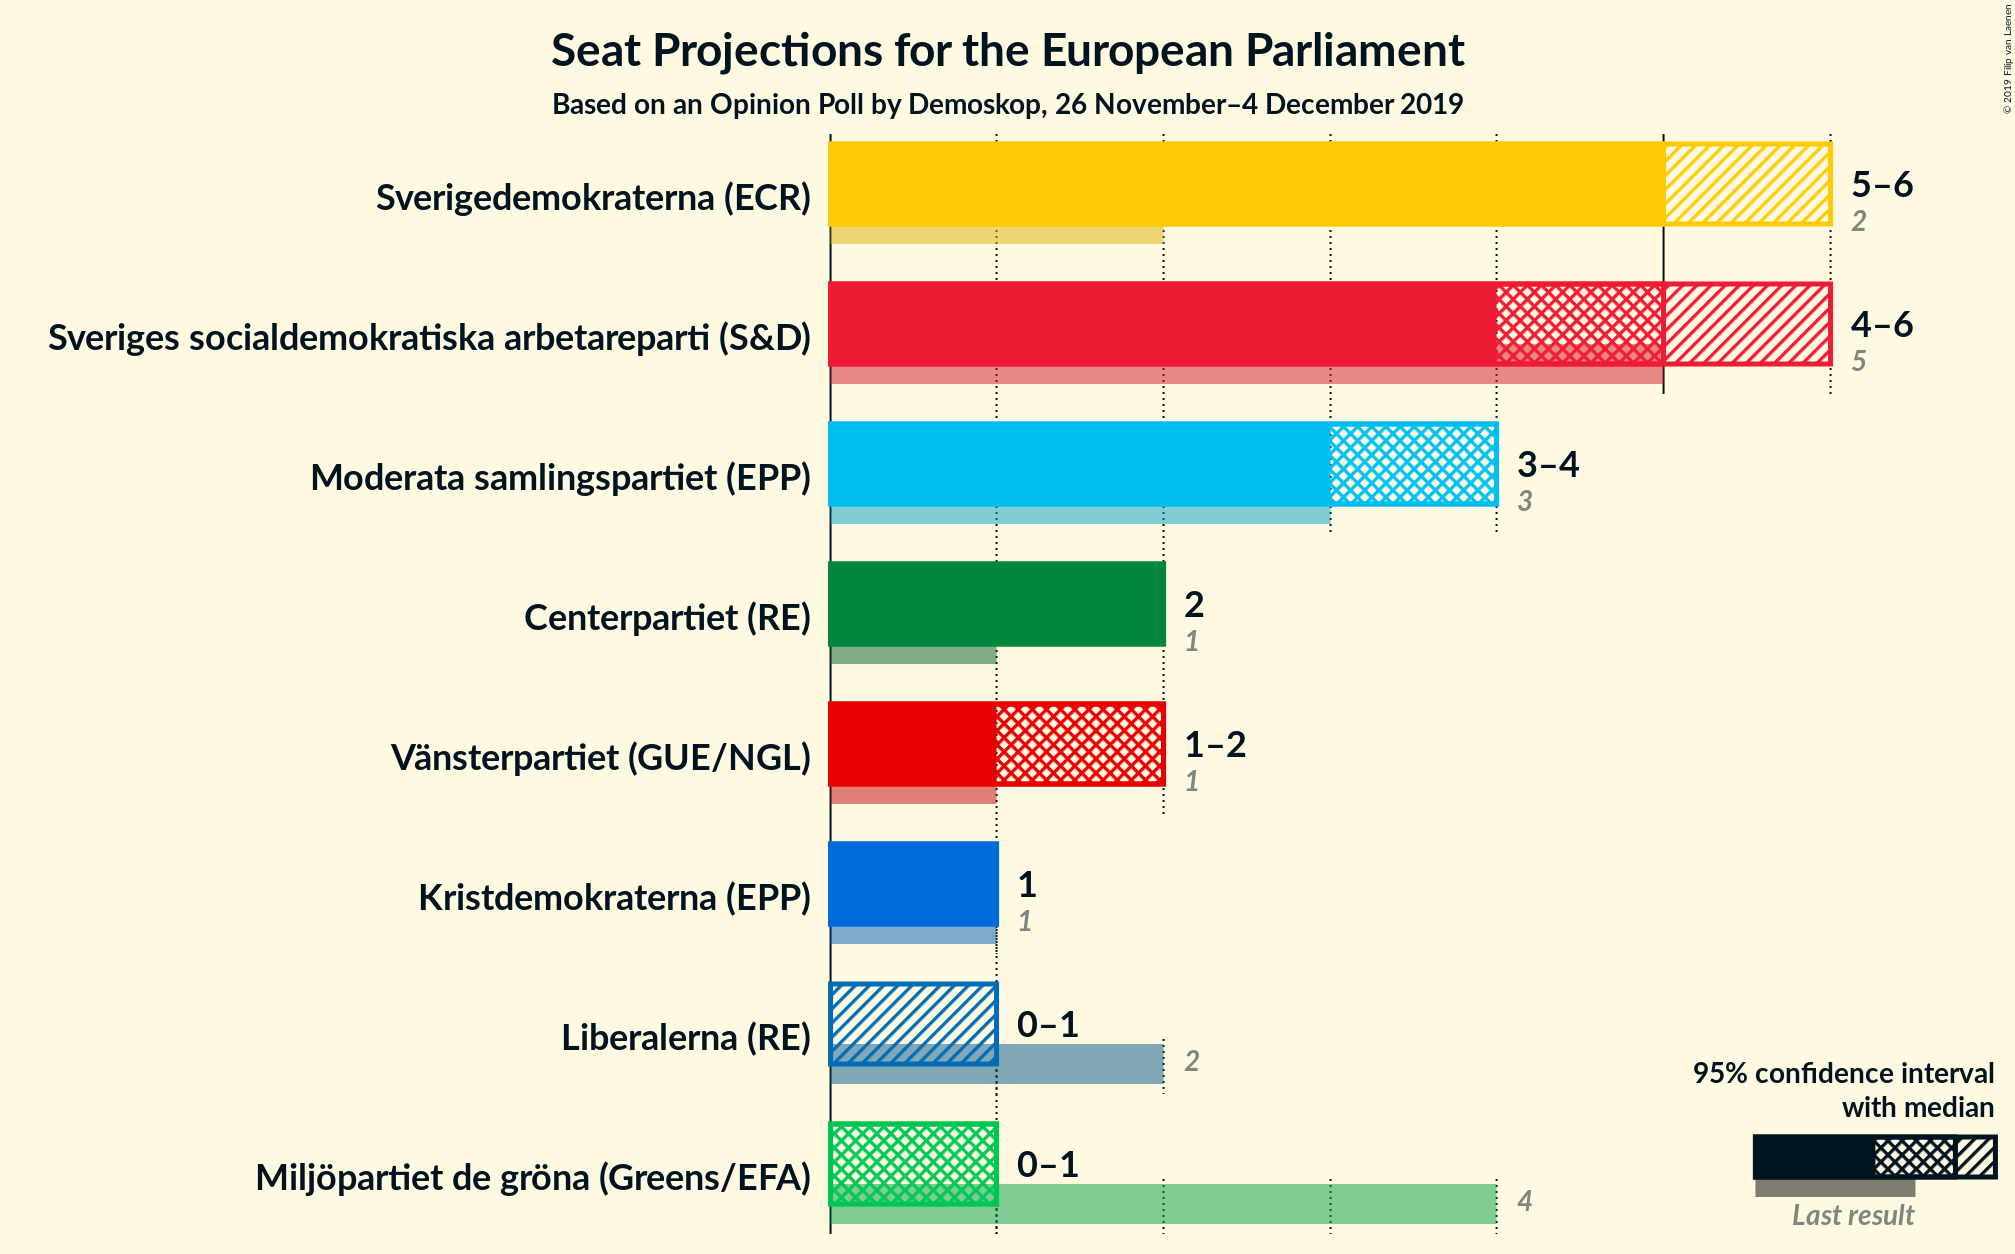 Seat Projections for the European Parliament
Based on an Opinion Poll by Demoskop, 26 November–4 December 2019
© 2019 Filip van Laenen
Sverigedemokraterna (ECR)
5–6
2
Sveriges socialdemokratiska arbetareparti (S&D)
4–6
5
Moderata samlingspartiet (EPP)
3–4
3
Centerpartiet (RE)
2
1
Vänsterpartiet (GUE/NGL)
1–2
1
Kristdemokraterna (EPP)
1
1
Liberalerna (RE)
0–1
2
Miljöpartiet de gröna (Greens/EFA)
0–1
4
95% confidence interval
with median
Last result